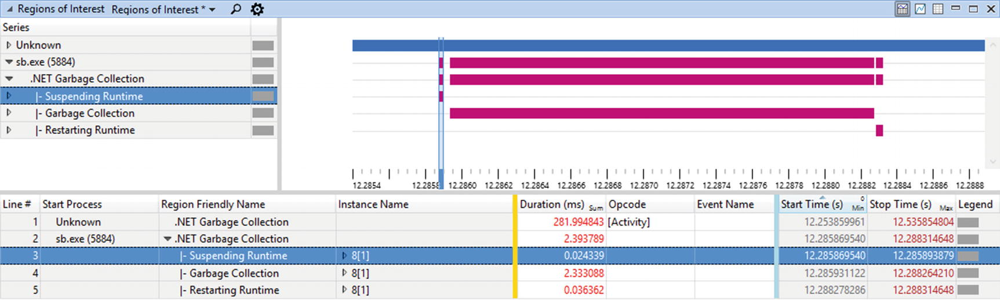 Regions of Interest Regions of Interest *
Series
Unknown
sb.exe (5884)
.NET Garbage Collection
|- Suspending Runtime
|- Garbage Collection
|- Restarting Runtime
12.2854 12.2858 12.2860 12.2862 12.2864 12.2866 12.2868 12.2870 12.2872 12.2874 12.2876 12.2878 12.2880 12.2882 12.2884 12.2886 12.2888
Line # Start Process Region Friendly Name Instance Name Duration (ms) Sum Opcode Event Name Start Time (s) 0 Min Stop Time (s) Max Legend
1 Unknown .NET Garbage Collection 281.994843 [Activity] 12.253859961 12.535854804
2 sb.exe (5884) .NET Garbage Collection 2.393789 12.285869540 12.288314648
3 |- Suspending Runtime 8[1] 0.024339 12.285869540 12.285893879
4 |- Garbage Collection 8[1] 2.333088 12.285931122 12.288264210
5 |- Restarting Runtime 8[1] 0.036362 12.288278286 12.288314648